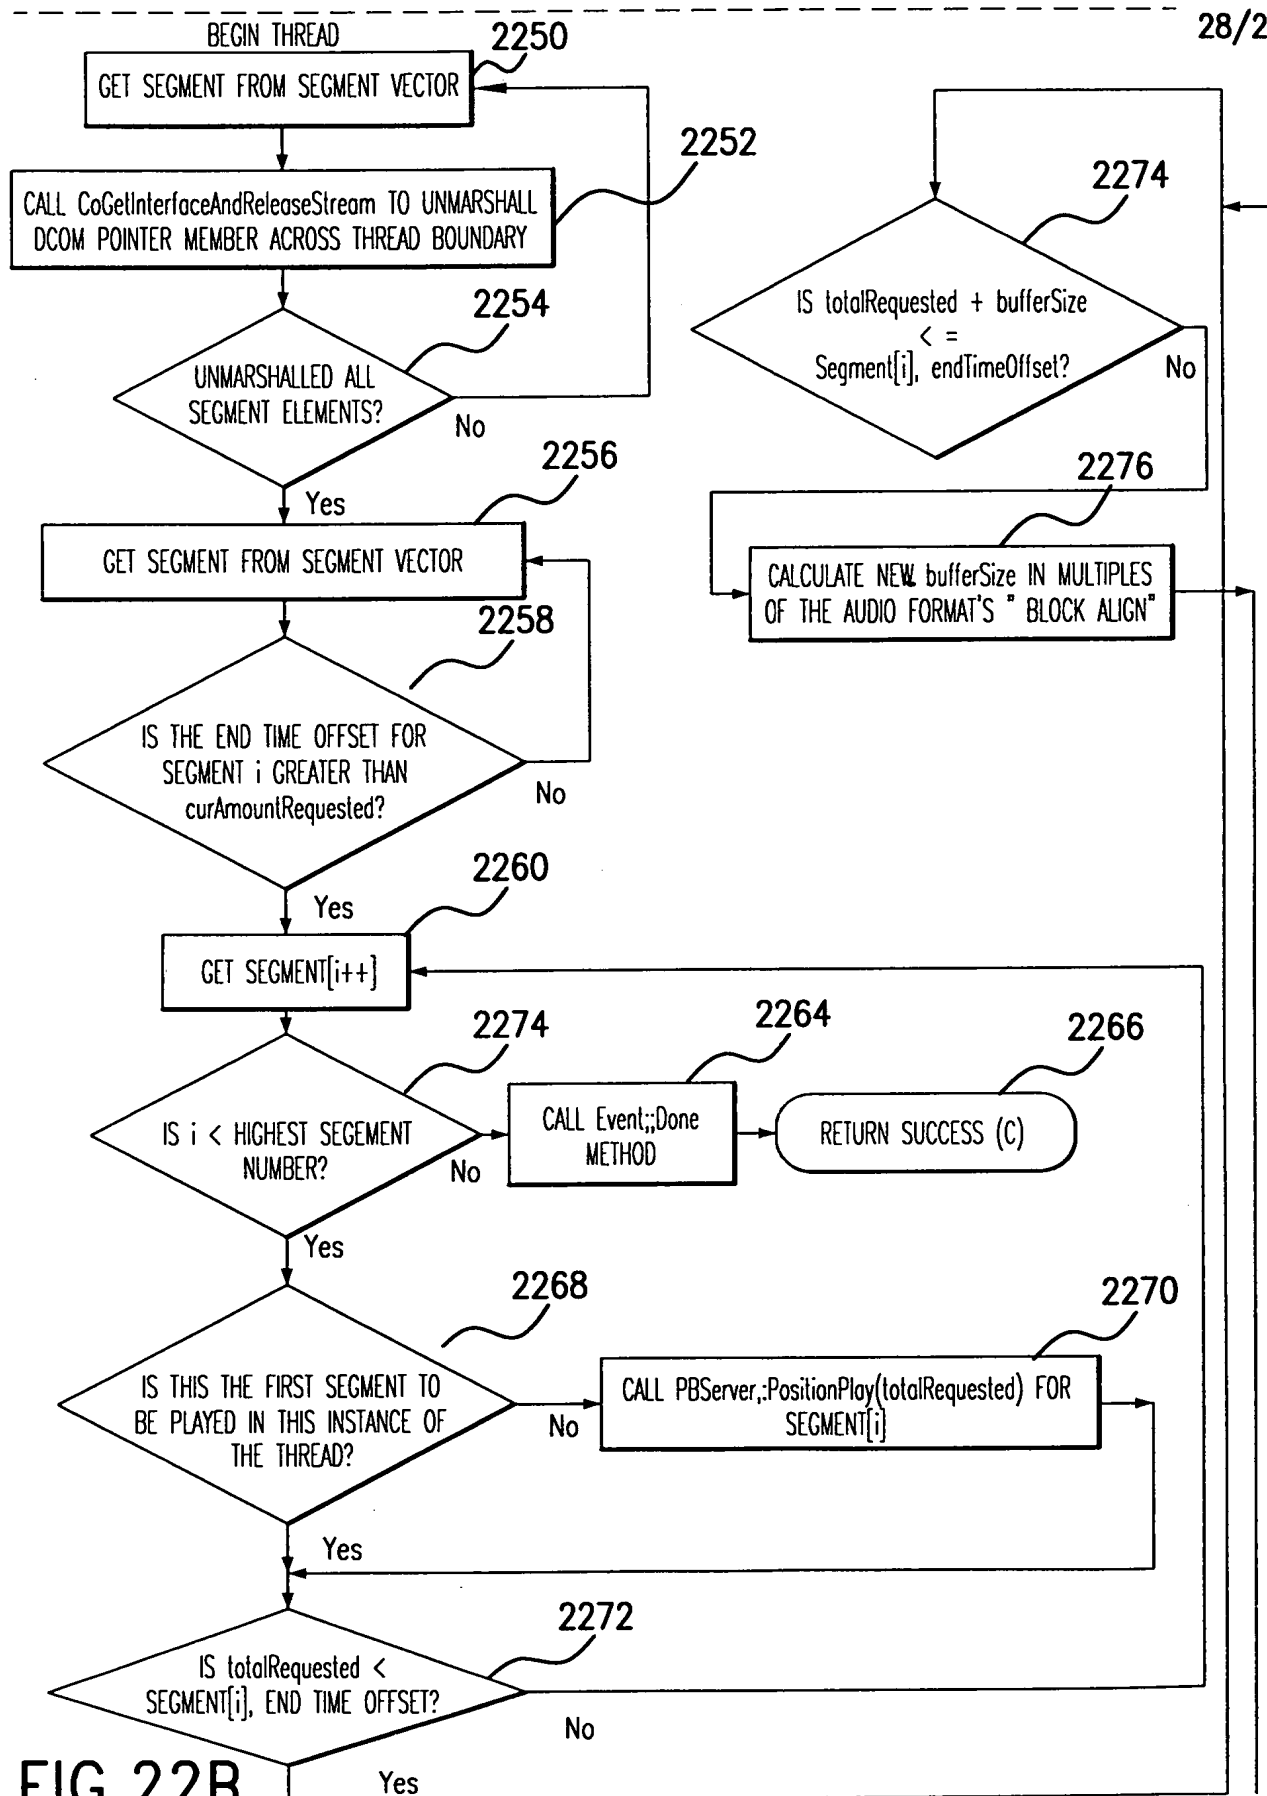 28/2
BEGIN THREAD
2250
GET SEGMENT FROM SEGMENT VECTOR
2252
CALL CoGetInterfaceAndReleaseStream TO UNMARSHALL
DCOM POINTER MEMBER ACROSS THREAD BOUNDARY
2254
UNMARSHALLED ALL
SEGMENT ELEMENTS?
No
Yes
2256
GET SEGMENT FROM SEGMENT VECTOR
2258
IS THE END TIME OFFSET FOR
SEGMENT i GREATER THAN
curAmountRequested?
No
Yes
2260
GET SEGMENT[i++]
2274
IS i < HIGHEST SEGEMENT
NUMBER?
No
Yes
2264
CALL Event;;Done
METHOD
2266
RETURN SUCCESS (C)
2268
IS THIS THE FIRST SEGMENT TO
BE PLAYED IN THIS INSTANCE OF
THE THREAD?
No
Yes
2270
CALL PBServer,:PositionPlay(totalRequested) FOR
SEGMENT[i]
2272
IS totalRequested <
SEGMENT[i], END TIME OFFSET?
No
Yes
2274
IS totalRequested + bufferSize
< =
Segment[i], endTimeOffset?
No
2276
CALCULATE NEW bufferSize IN MULTIPLES
OF THE AUDIO FORMAT'S " BLOCK ALIGN"
FIG.22B